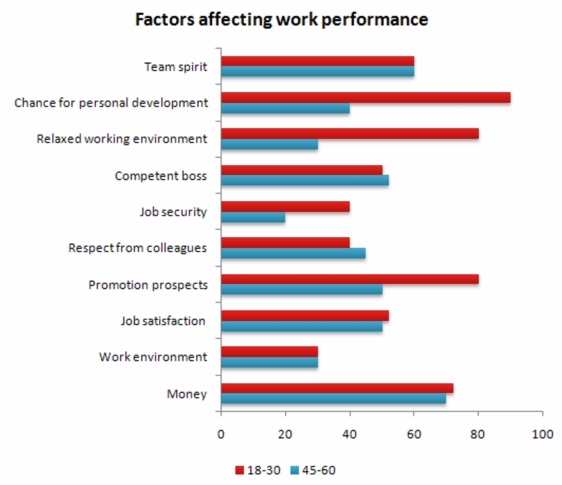 Factors affecting work performance
Team spirit
Chance for personal development
Relaxed working environment
Competent boss
Job security
Respect from colleagues
Promotion prospects
Job satisfaction
Work environment
Money
0 20 40 60 80 100
18-30 45-60